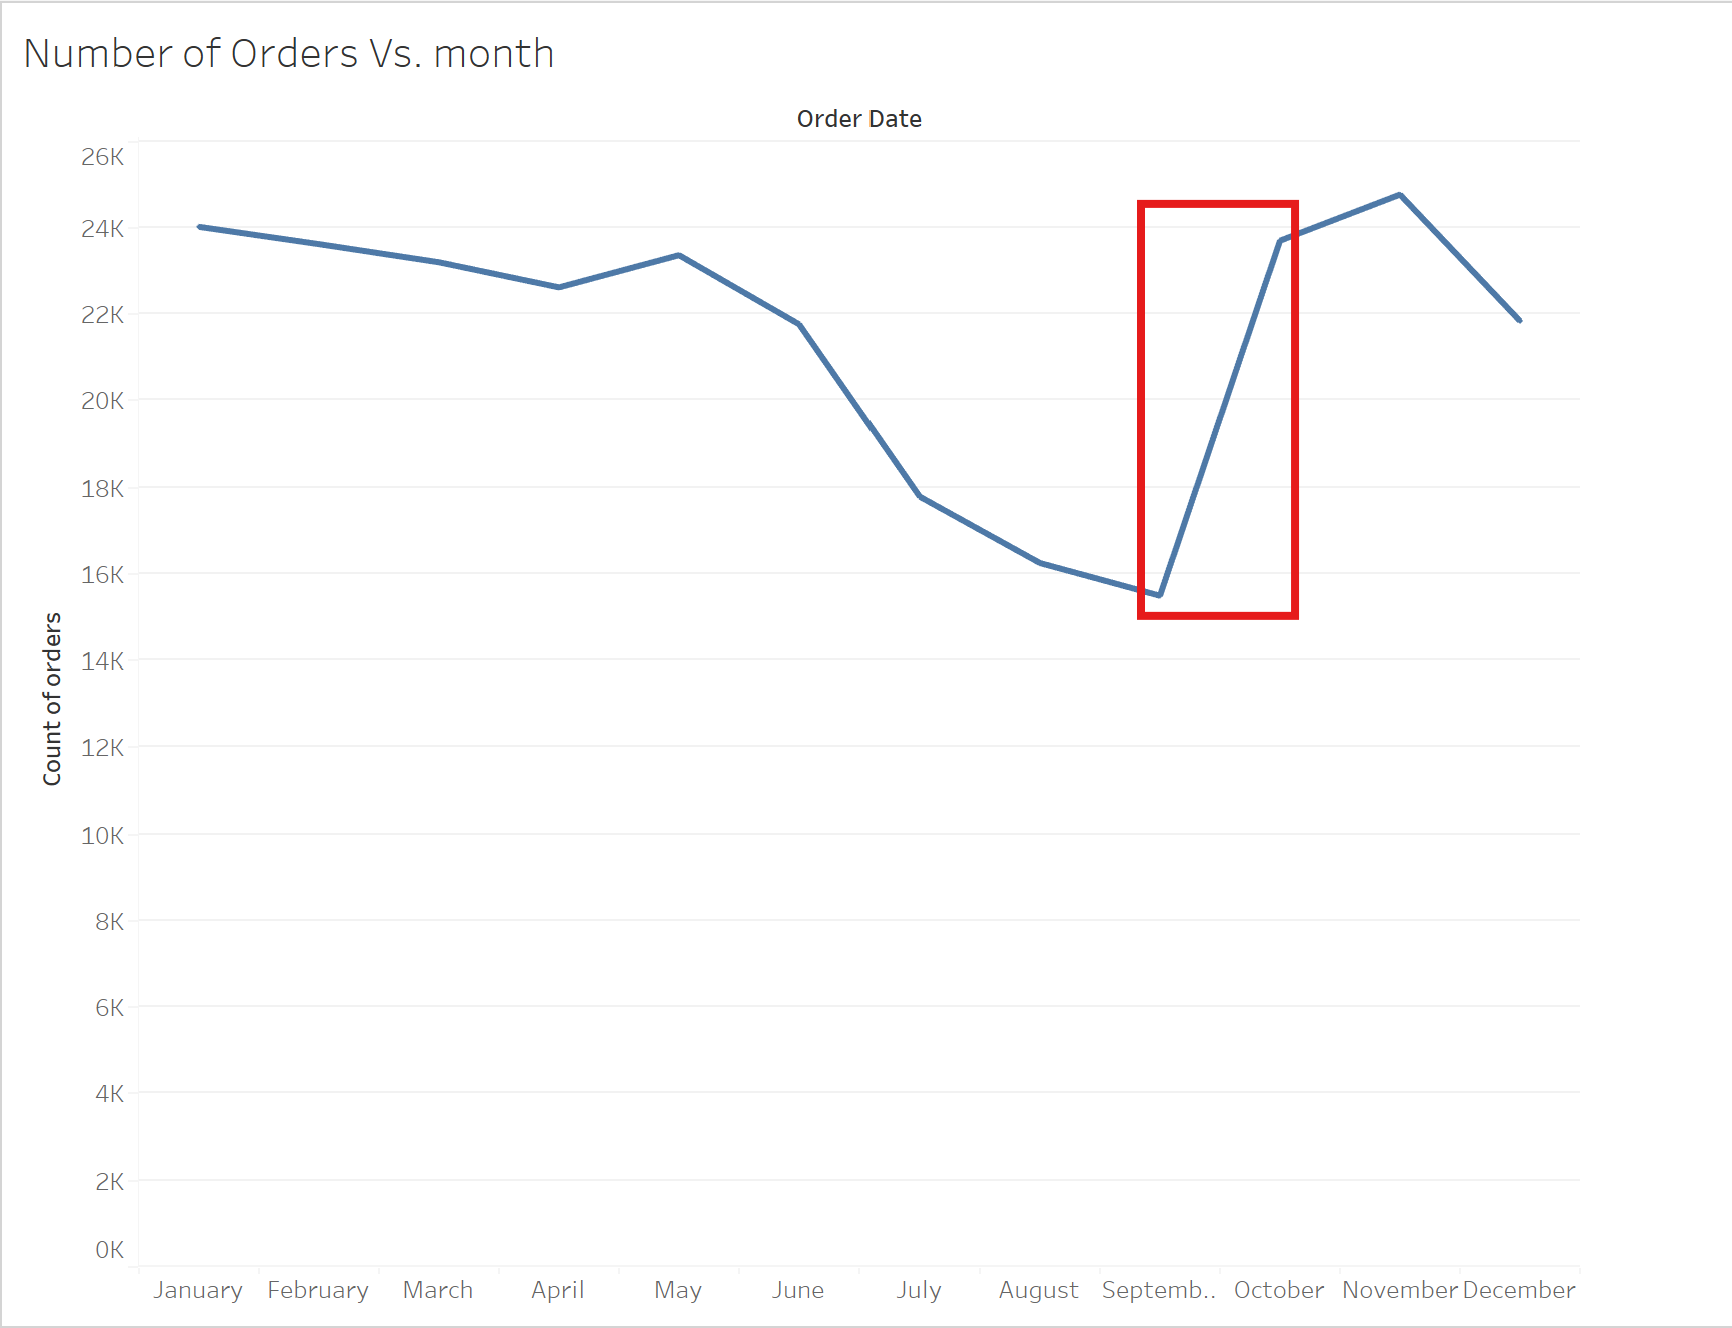 Number of Orders Vs. month
Order Date
26K
24K
22K
20K
18K
16K
14K
12K
10K
8K
6K
4K
2K
0K
Count of orders
January February March April May June July August Septemb.. October November December